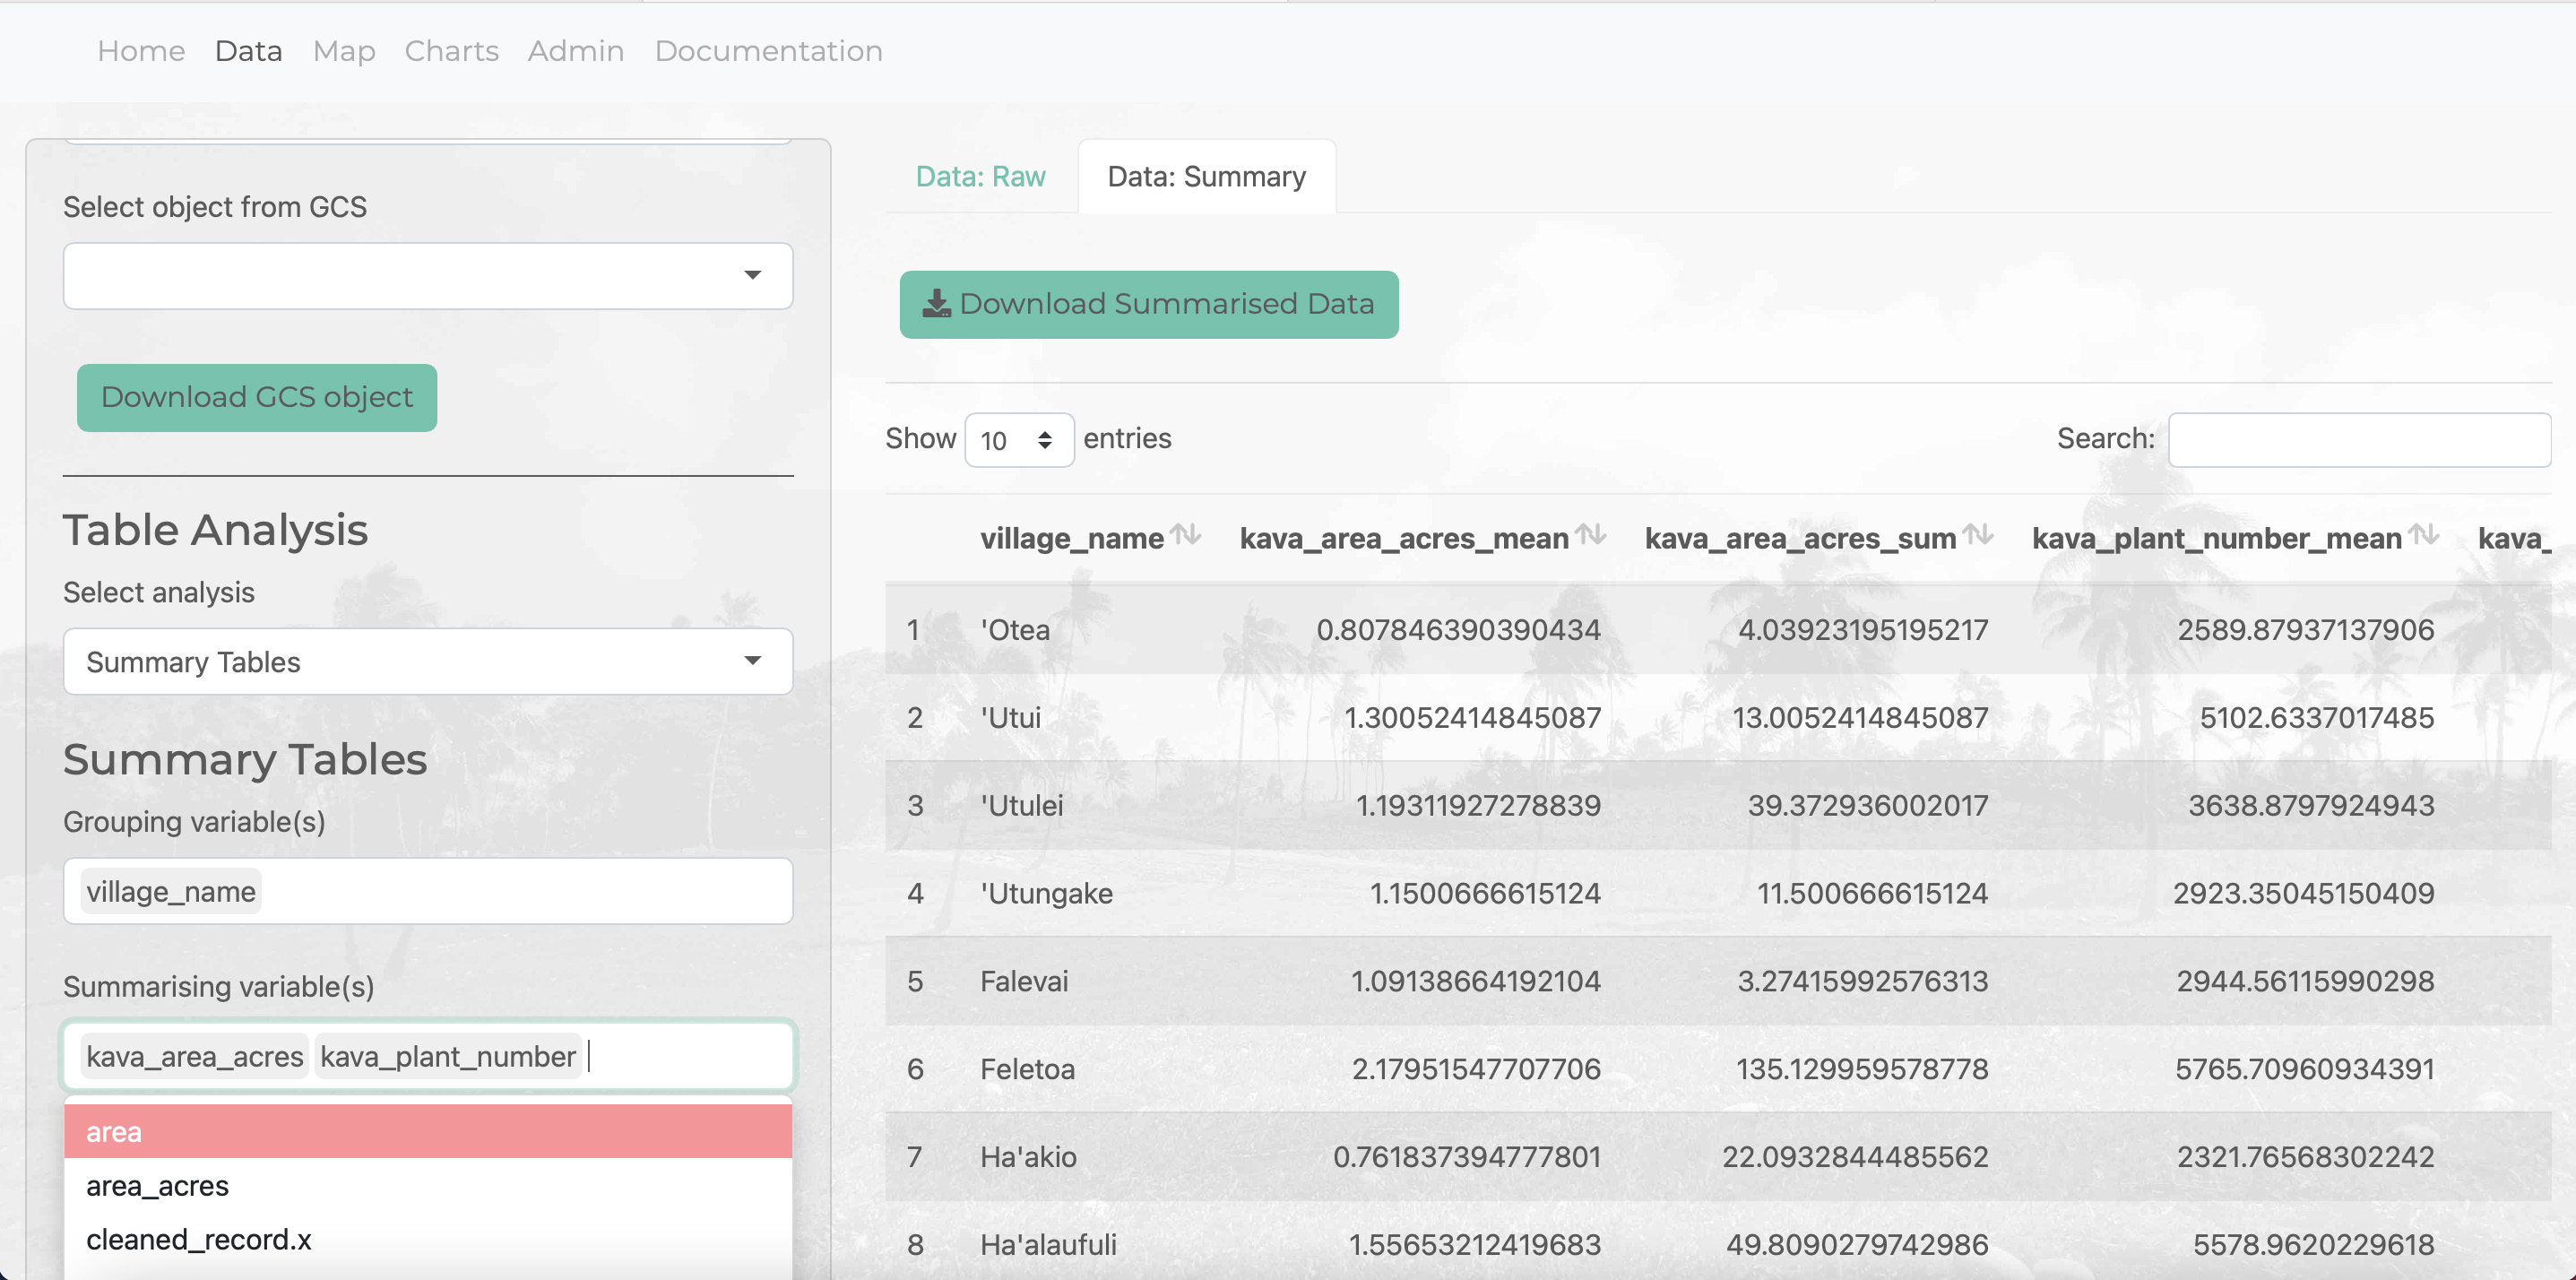 Home Data Map Charts Admin Documentation
Select object from GCS
Download GCS object
Table Analysis
Select analysis
Summary Tables
Summary Tables
Grouping variable(s)
village_name
Summarising variable(s)
kava_area_acres kava_plant_number
area
area_acres
cleaned_record.x
Data: Raw Data: Summary
Download Summarised Data
Show 10 entries Search:
village_name kava_area_acres_mean kava_area_acres_sum kava_plant_number_mean kava_
1 'Otea 0.807846390390434 4.03923195195217 2589.87937137906
2 'Utui 1.30052414845087 13.0052414845087 5102.6337017485
3 'Utulei 1.19311927278839 39.372936002017 3638.8797924943
4 'Utungake 1.1500666615124 11.500666615124 2923.35045150409
5 Falevai 1.09138664192104 3.27415992576313 2944.56115990298
6 Feletoa 2.17951547707706 135.129959578778 5765.70960934391
7 Ha'akio 0.761837394777801 22.0932844485562 2321.76568302242
8 Ha'alaufuli 1.55653212419683 49.8090279742986 5578.9620229618